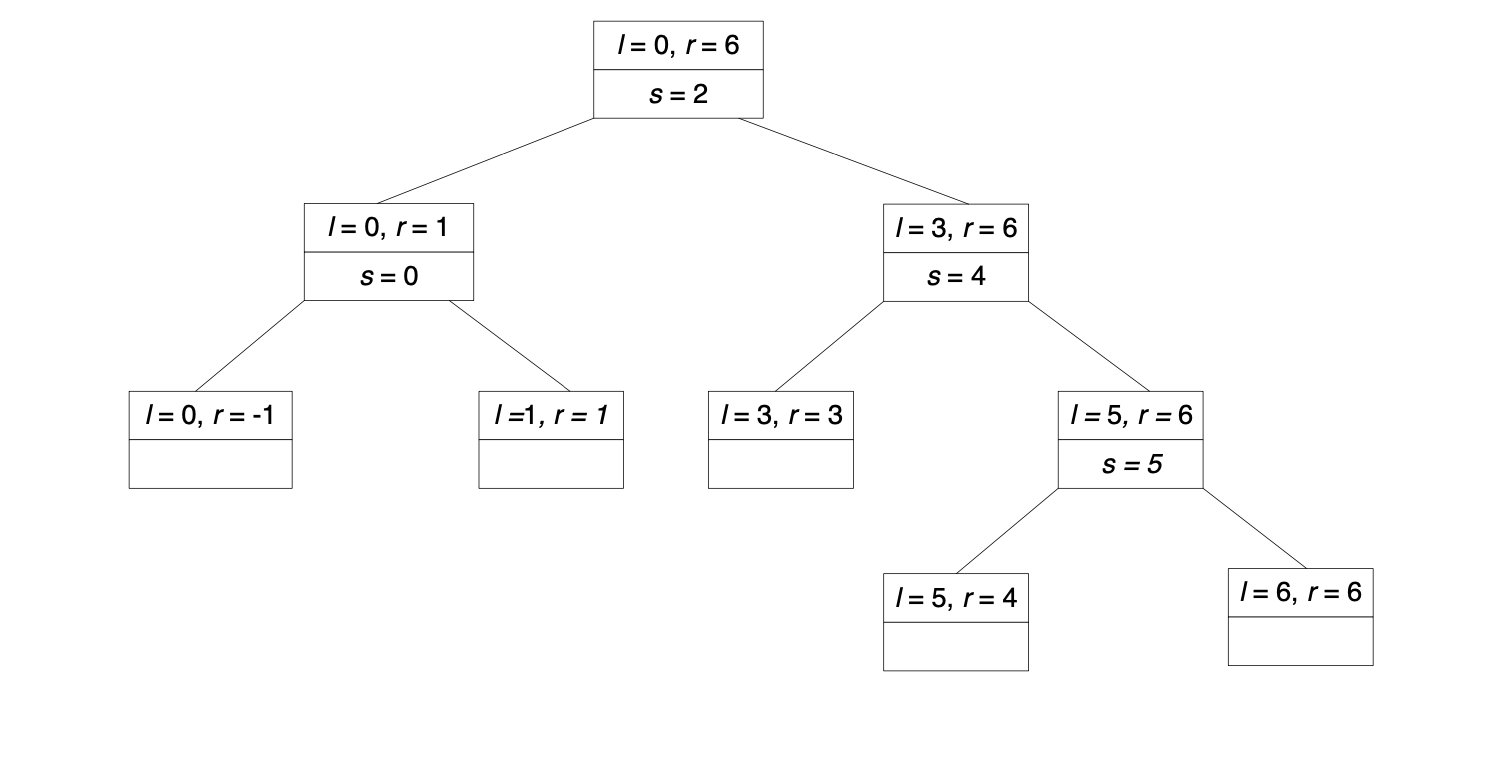 l = 0, r = 6
s = 2
l = 0, r = 1
s = 0
l = 3, r = 6
s = 4
l = 0, r = -1
l =1, r = 1
l = 3, r = 3
l = 5, r = 6
s = 5
l = 5, r = 4
l = 6, r = 6